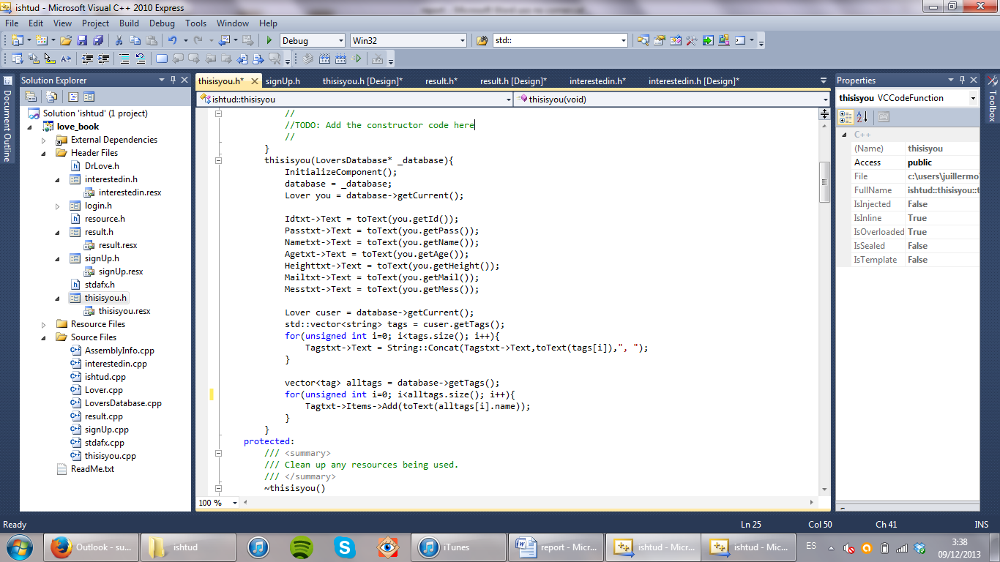 ishtud - Microsoft Visual C++ 2010 Express
File Edit View Project Build Debug Tools Window Help
Debug Win32 std::
Solution Explorer
Document Outline
Solution 'ishtud' (1 project)
love_book
External Dependencies
Header Files
DrLove.h
interestedin.h
interestedin.resx
login.h
resource.h
result.h
result.resx
signUp.h
signUp.resx
stdafx.h
thisisyou.h
thisisyou.resx
Resource Files
Source Files
AssemblyInfo.cpp
interestedin.cpp
ishtud.cpp
Lover.cpp
LoversDatabase.cpp
result.cpp
signUp.cpp
stdafx.cpp
thisisyou.cpp
ReadMe.txt
thisisyou.h* signUp.h thisisyou.h [Design]* result.h* result.h [Design]* interestedin.h* interestedin.h [Design]*
ishtud::thisisyou thisisyou(void)
//
//TODO: Add the constructor code here
//
}
thisisyou(LoversDatabase* _database){
InitializeComponent();
database = _database;
Lover you = database->getCurrent();
Idtxt->Text = toText(you.getId());
Passtxt->Text = toText(you.getPass());
Nametxt->Text = toText(you.getName());
Agetxt->Text = toText(you.getAge());
Heighttxt->Text = toText(you.getHeight());
Mailtxt->Text = toText(you.getMail());
Messtxt->Text = toText(you.getMess());
Lover cuser = database->getCurrent();
std::vector<string> tags = cuser.getTags();
for(unsigned int i=0; i<tags.size(); i++){
Tagstxt->Text = String::Concat(Tagstxt->Text,toText(tags[i]),", ");
}
vector<tag> alltags = database->getTags();
for(unsigned int i=0; i<alltags.size(); i++){
Tagtxt->Items->Add(toText(alltags[i].name));
}
}
protected:
/// <summary>
/// Clean up any resources being used.
/// </summary>
~thisisyou()
100 %
Properties
thisisyou VCCodeFunction
C++
(Name) thisisyou
Access public
File c:\users\juillermo
FullName ishtud::thisisyou::t
IsInjected False
IsInline True
IsOverloaded True
IsSealed False
IsTemplate False
Toolbox
Ready Ln 25 Col 50 Ch 41 INS
Outlook - su... ishtud iTunes report - Micr... ishtud - Mic... ishtud - Mic... ES 3:38
09/12/2013